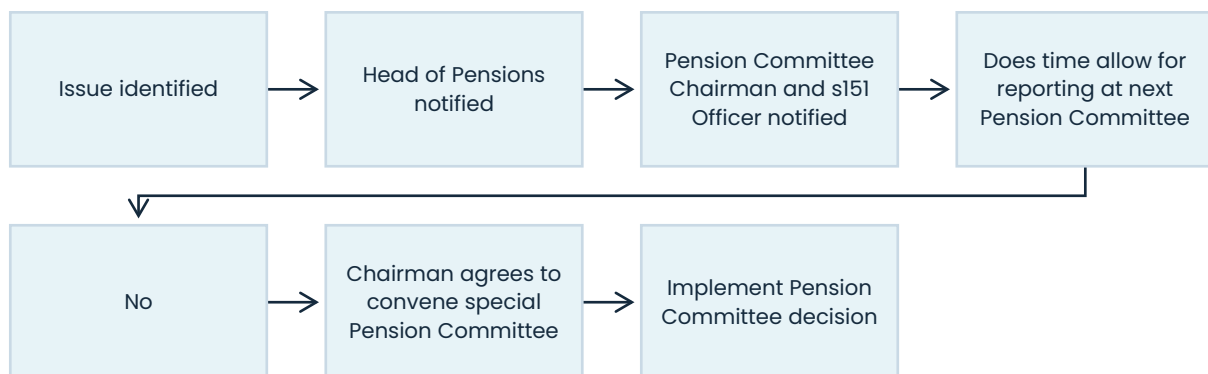 Issue identified
Head of Pensions
notified
Pension Committee
Chairman and s151
Officer notified
Does time allow for
reporting at next
Pension Committee
No
Chairman agrees to
convene special
Pension Committee
Implement Pension
Committee decision